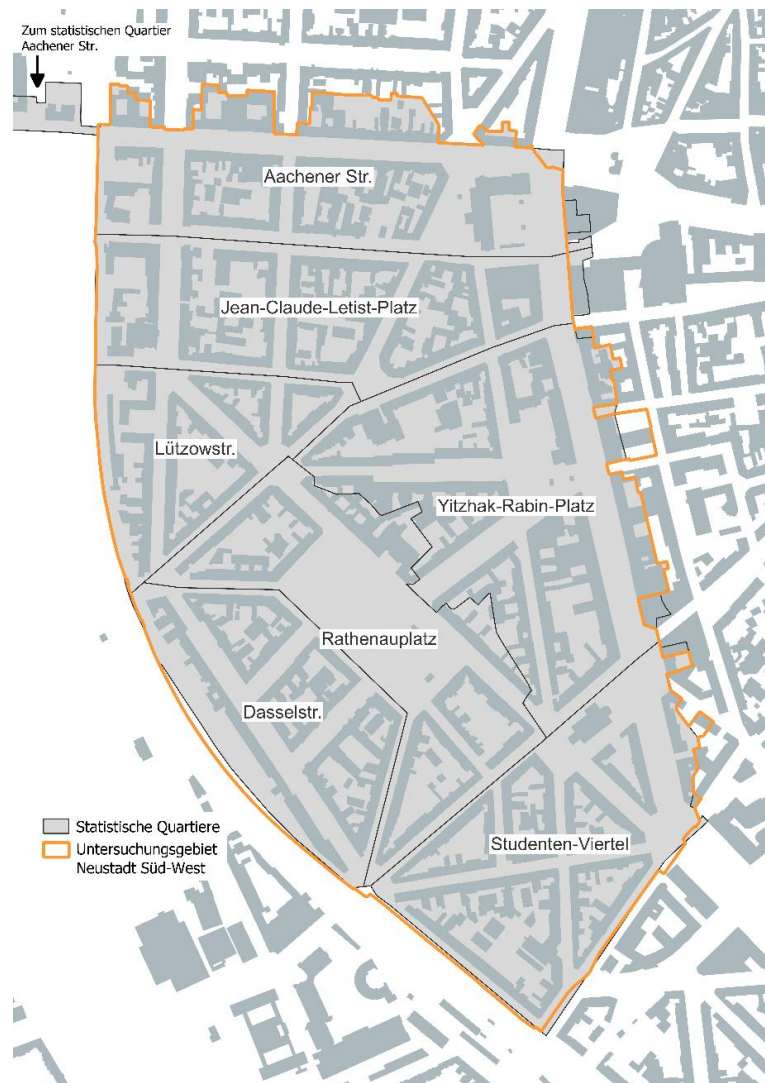 Zum statistischen Quartier
Aachener Str.
Aachener Str.
Jean-Claude-Letist-Platz
Lützowstr.
Yitzhak-Rabin-Platz
Rathenauplatz
Dasselstr.
Studenten-Viertel
Statistische Quartiere
Untersuchungsgebiet
Neustadt Süd-West